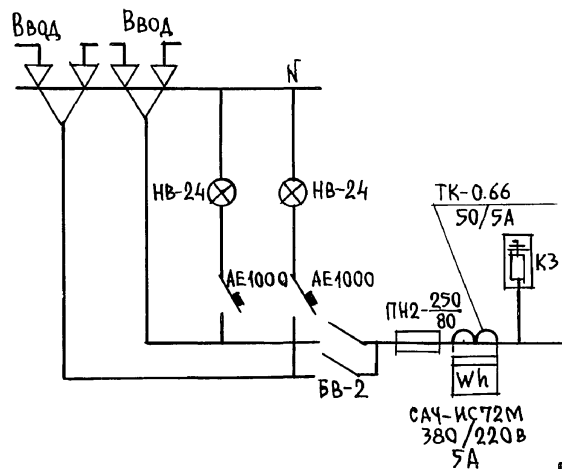 Ввод Ввод
N
НВ-24 НВ-24
ТК-0.66
50/5А
КЗ
АЕ1000 АЕ1000
ПН2-250/80
БВ-2
Wh
САЧ-ИС72М
380/220В
5А